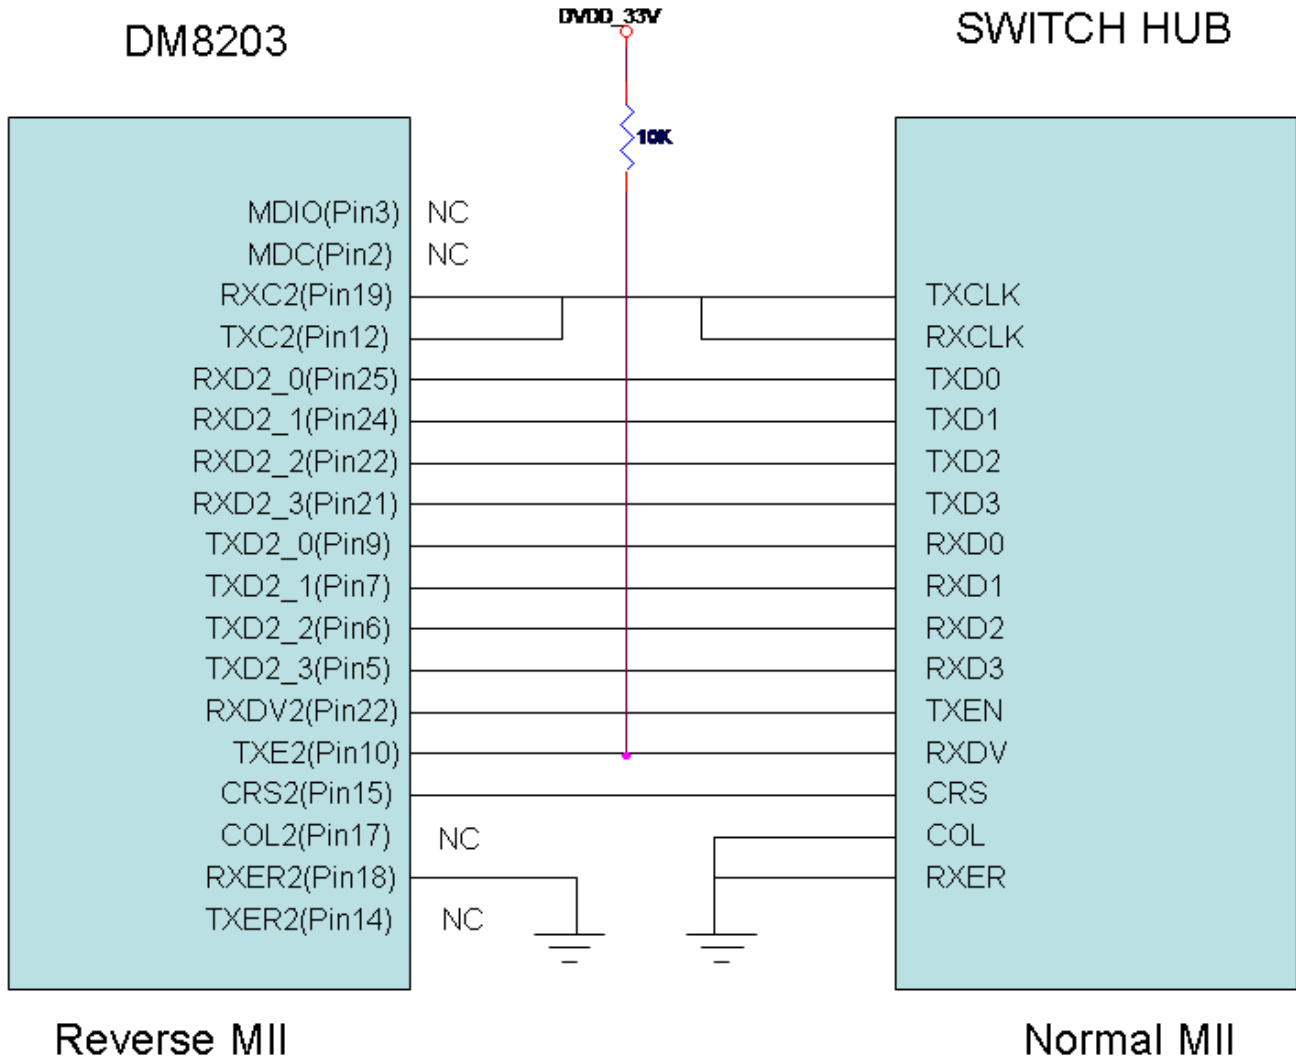 DVDD_33V
DM8203
SWITCH HUB
10K
MDIO(Pin3) NC
MDC(Pin2) NC
RXC2(Pin19) TXCLK
TXC2(Pin12) RXCLK
RXD2_0(Pin25) TXD0
RXD2_1(Pin24) TXD1
RXD2_2(Pin22) TXD2
RXD2_3(Pin21) TXD3
TXD2_0(Pin9) RXD0
TXD2_1(Pin7) RXD1
TXD2_2(Pin6) RXD2
TXD2_3(Pin5) RXD3
RXDV2(Pin22) TXEN
TXE2(Pin10) RXDV
CRS2(Pin15) CRS
COL2(Pin17) NC COL
RXER2(Pin18) RXER
TXER2(Pin14) NC
Reverse MII
Normal MII